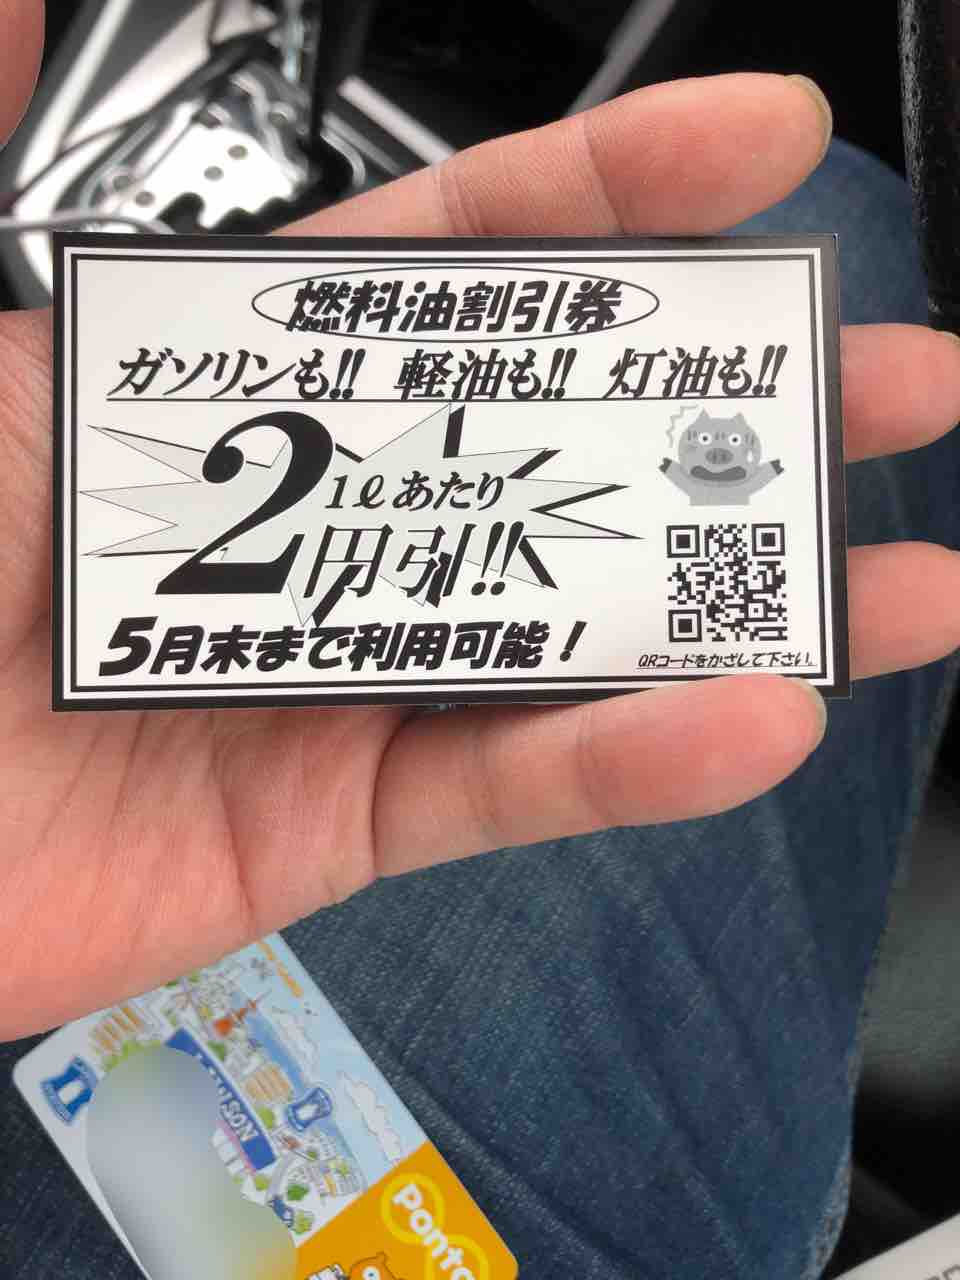 燃料油割引券
ガソリンも!! 軽油も!! 灯油も!!
1ℓあたり
2円引!!
5月末まで利用可能!
QRコードをかざして下さい。
LAWSON
Ponta